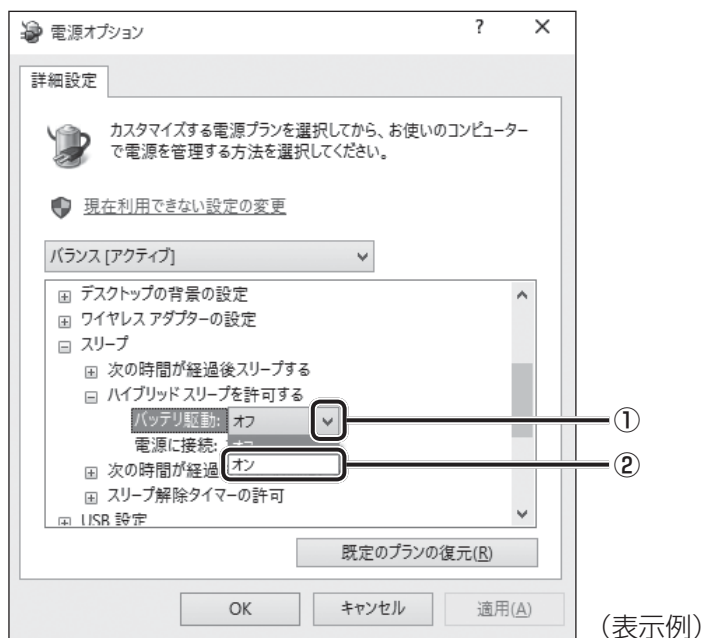 電源オプション ? ×
詳細設定
カスタマイズする電源プランを選択してから、お使いのコンピューター
で電源を管理する方法を選択してください。
現在利用できない設定の変更
バランス [アクティブ]
デスクトップの背景の設定
ワイヤレス アダプターの設定
スリープ
次の時間が経過後スリープする
ハイブリッド スリープを許可する
バッテリ駆動: オフ ①
電源に接続:
オン ②
次の時間が経過
スリープ解除タイマーの許可
USB 設定
既定のプランの復元(R)
OK キャンセル 適用(A)
(表示例)